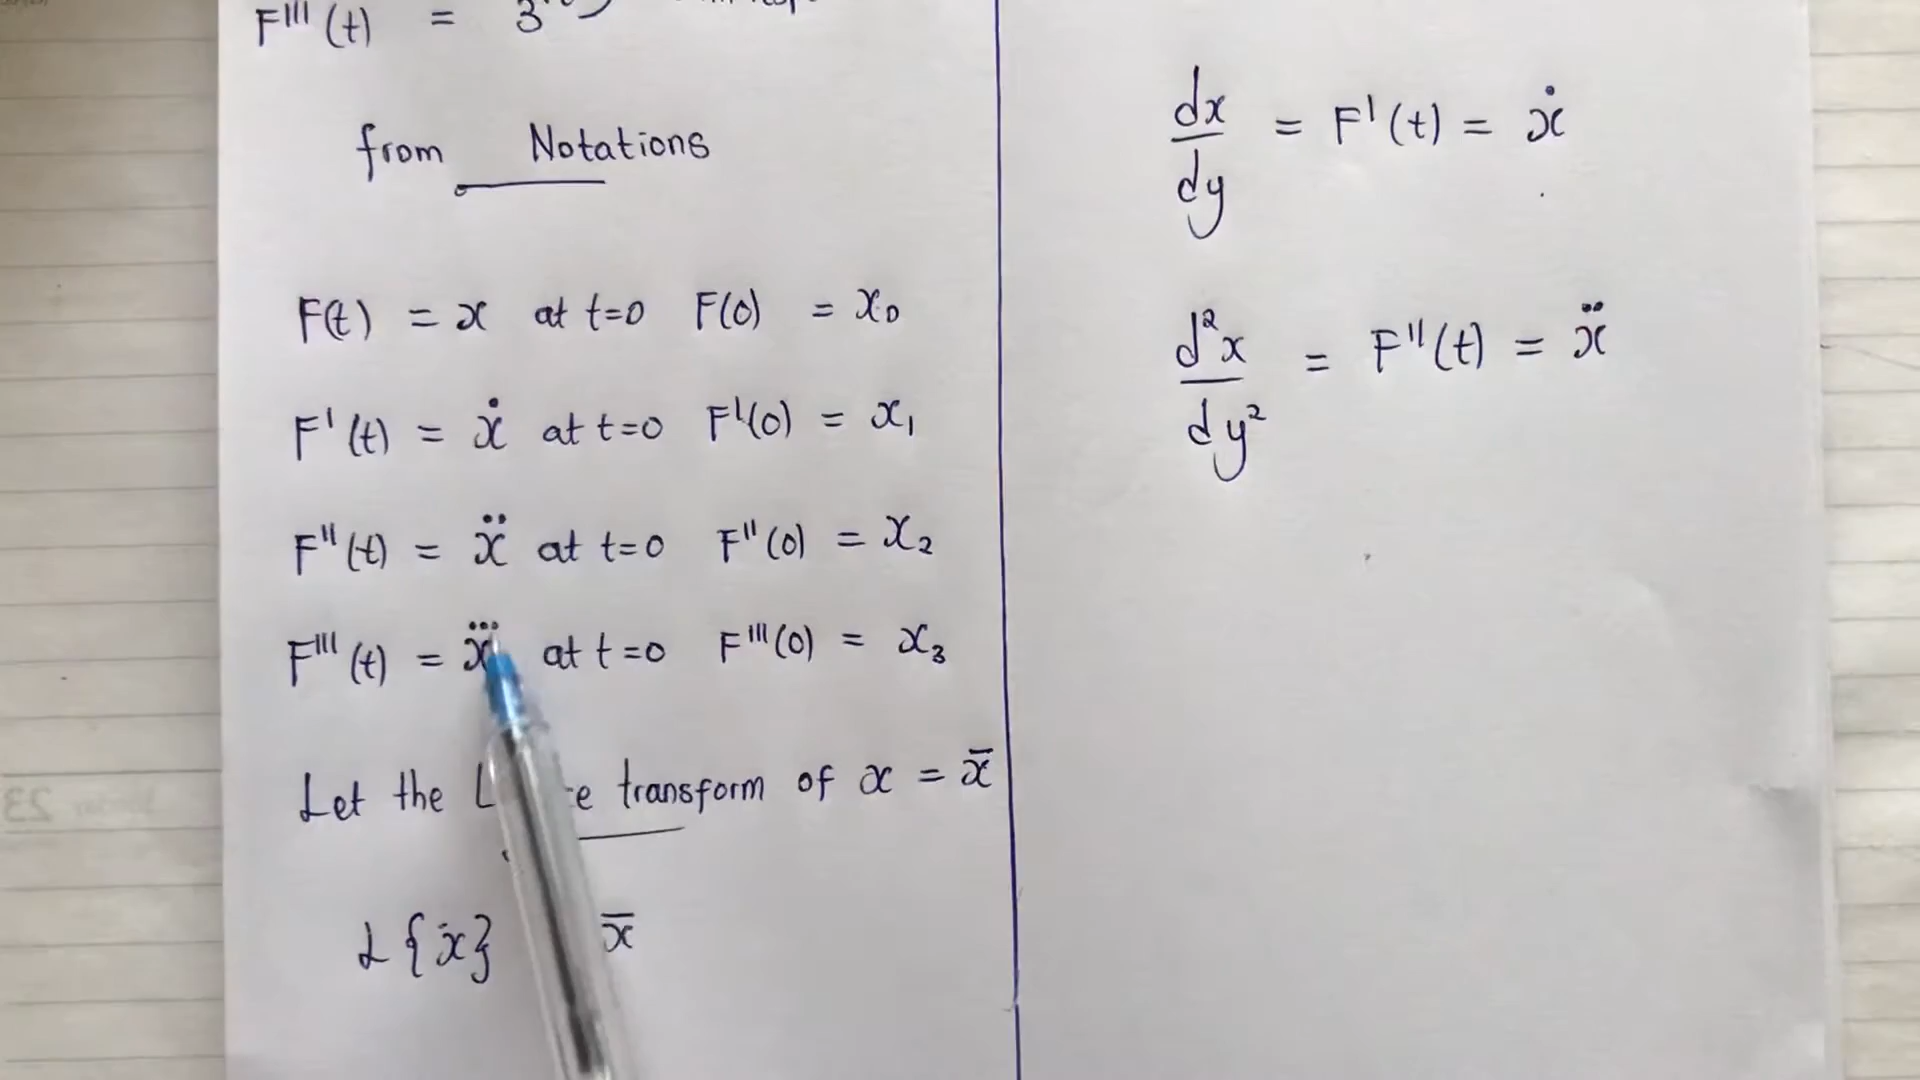 F'''(t) = 3
from Notations
F(t) = x at t=0 F(0) = x₀
F'(t) = ẋ at t=0 F'(0) = x₁
F''(t) = ẍ at t=0 F''(0) = x₂
F'''(t) = x⃛ at t=0 F'''(0) = x₃
Let the transform of x = x̄
ℒ{x} x̄
dx/dy = F'(t) = ẋ
d²x/dy² = F''(t) = ẍ